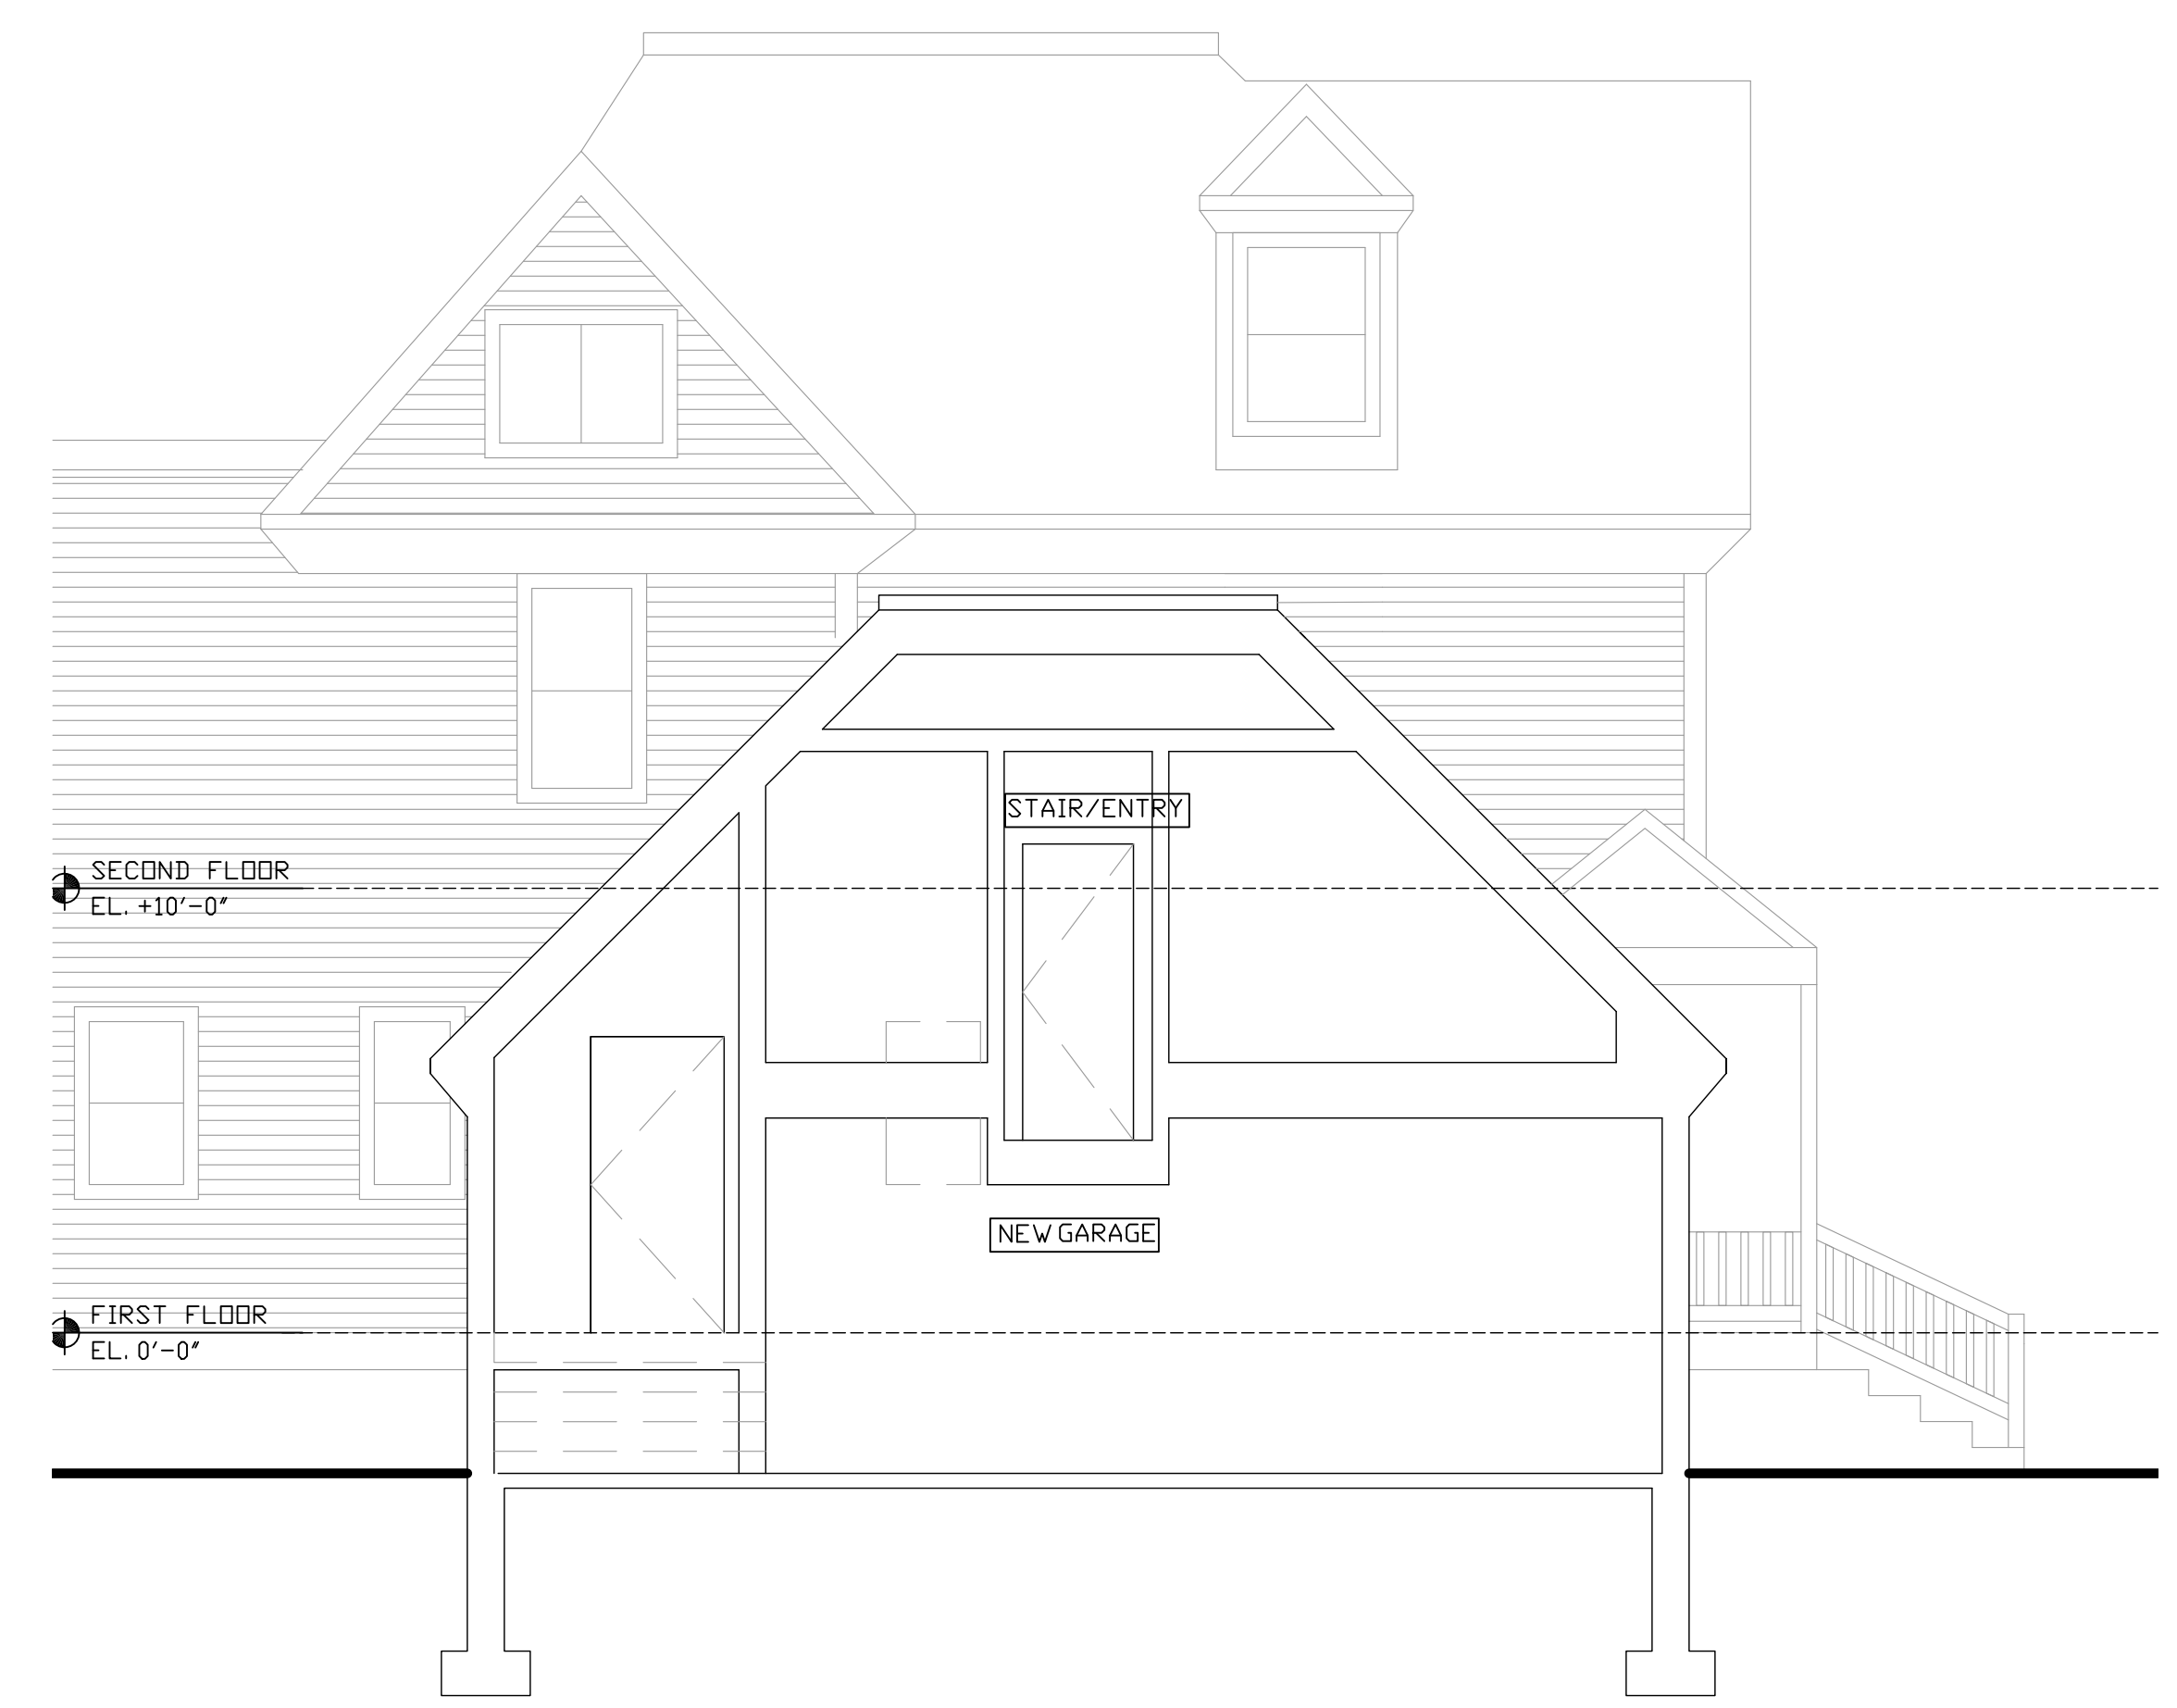 STAIR/ENTRY
SECOND FLOOR
EL. +10'-0"
NEW GARAGE
FIRST FLOOR
EL. 0'-0"